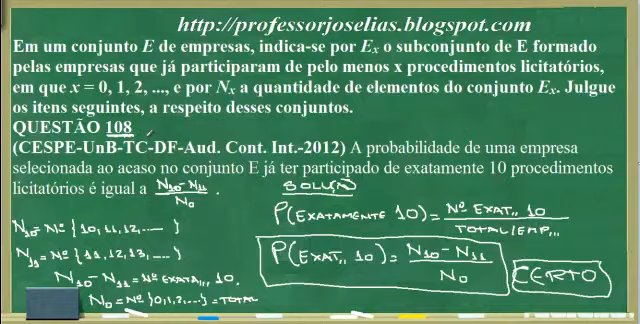 http://professorjoselias.blogspot.com
Em um conjunto E de empresas, indica-se por Eₓ o subconjunto de E formado
pelas empresas que já participaram de pelo menos x procedimentos licitatórios,
em que x = 0, 1, 2, ..., e por Nₓ a quantidade de elementos do conjunto Eₓ. Julgue
os itens seguintes, a respeito desses conjuntos.
QUESTÃO 108
(CESPE-UnB-TC-DF-Aud. Cont. Int.-2012) A probabilidade de uma empresa
selecionada ao acaso no conjunto E já ter participado de exatamente 10 procedimentos
licitatórios é igual a (N₁₀ - N₁₁)/N₀ .
SOLUÇÃO
P(EXATAMENTE 10) = Nº EXAT,, 10 / TOTAL/EMP...
N₁₀ = Nº {10, 11, 12, ....}
N₁₁ = Nº {11, 12, 13, ....}
N₁₀ - N₁₁ = Nº EXATA,,, 10.
N₀ = Nº {0,1,2,...} = TOTAL
P(EXAT,, 10) = (N₁₀ - N₁₁)/N₀
CERTO